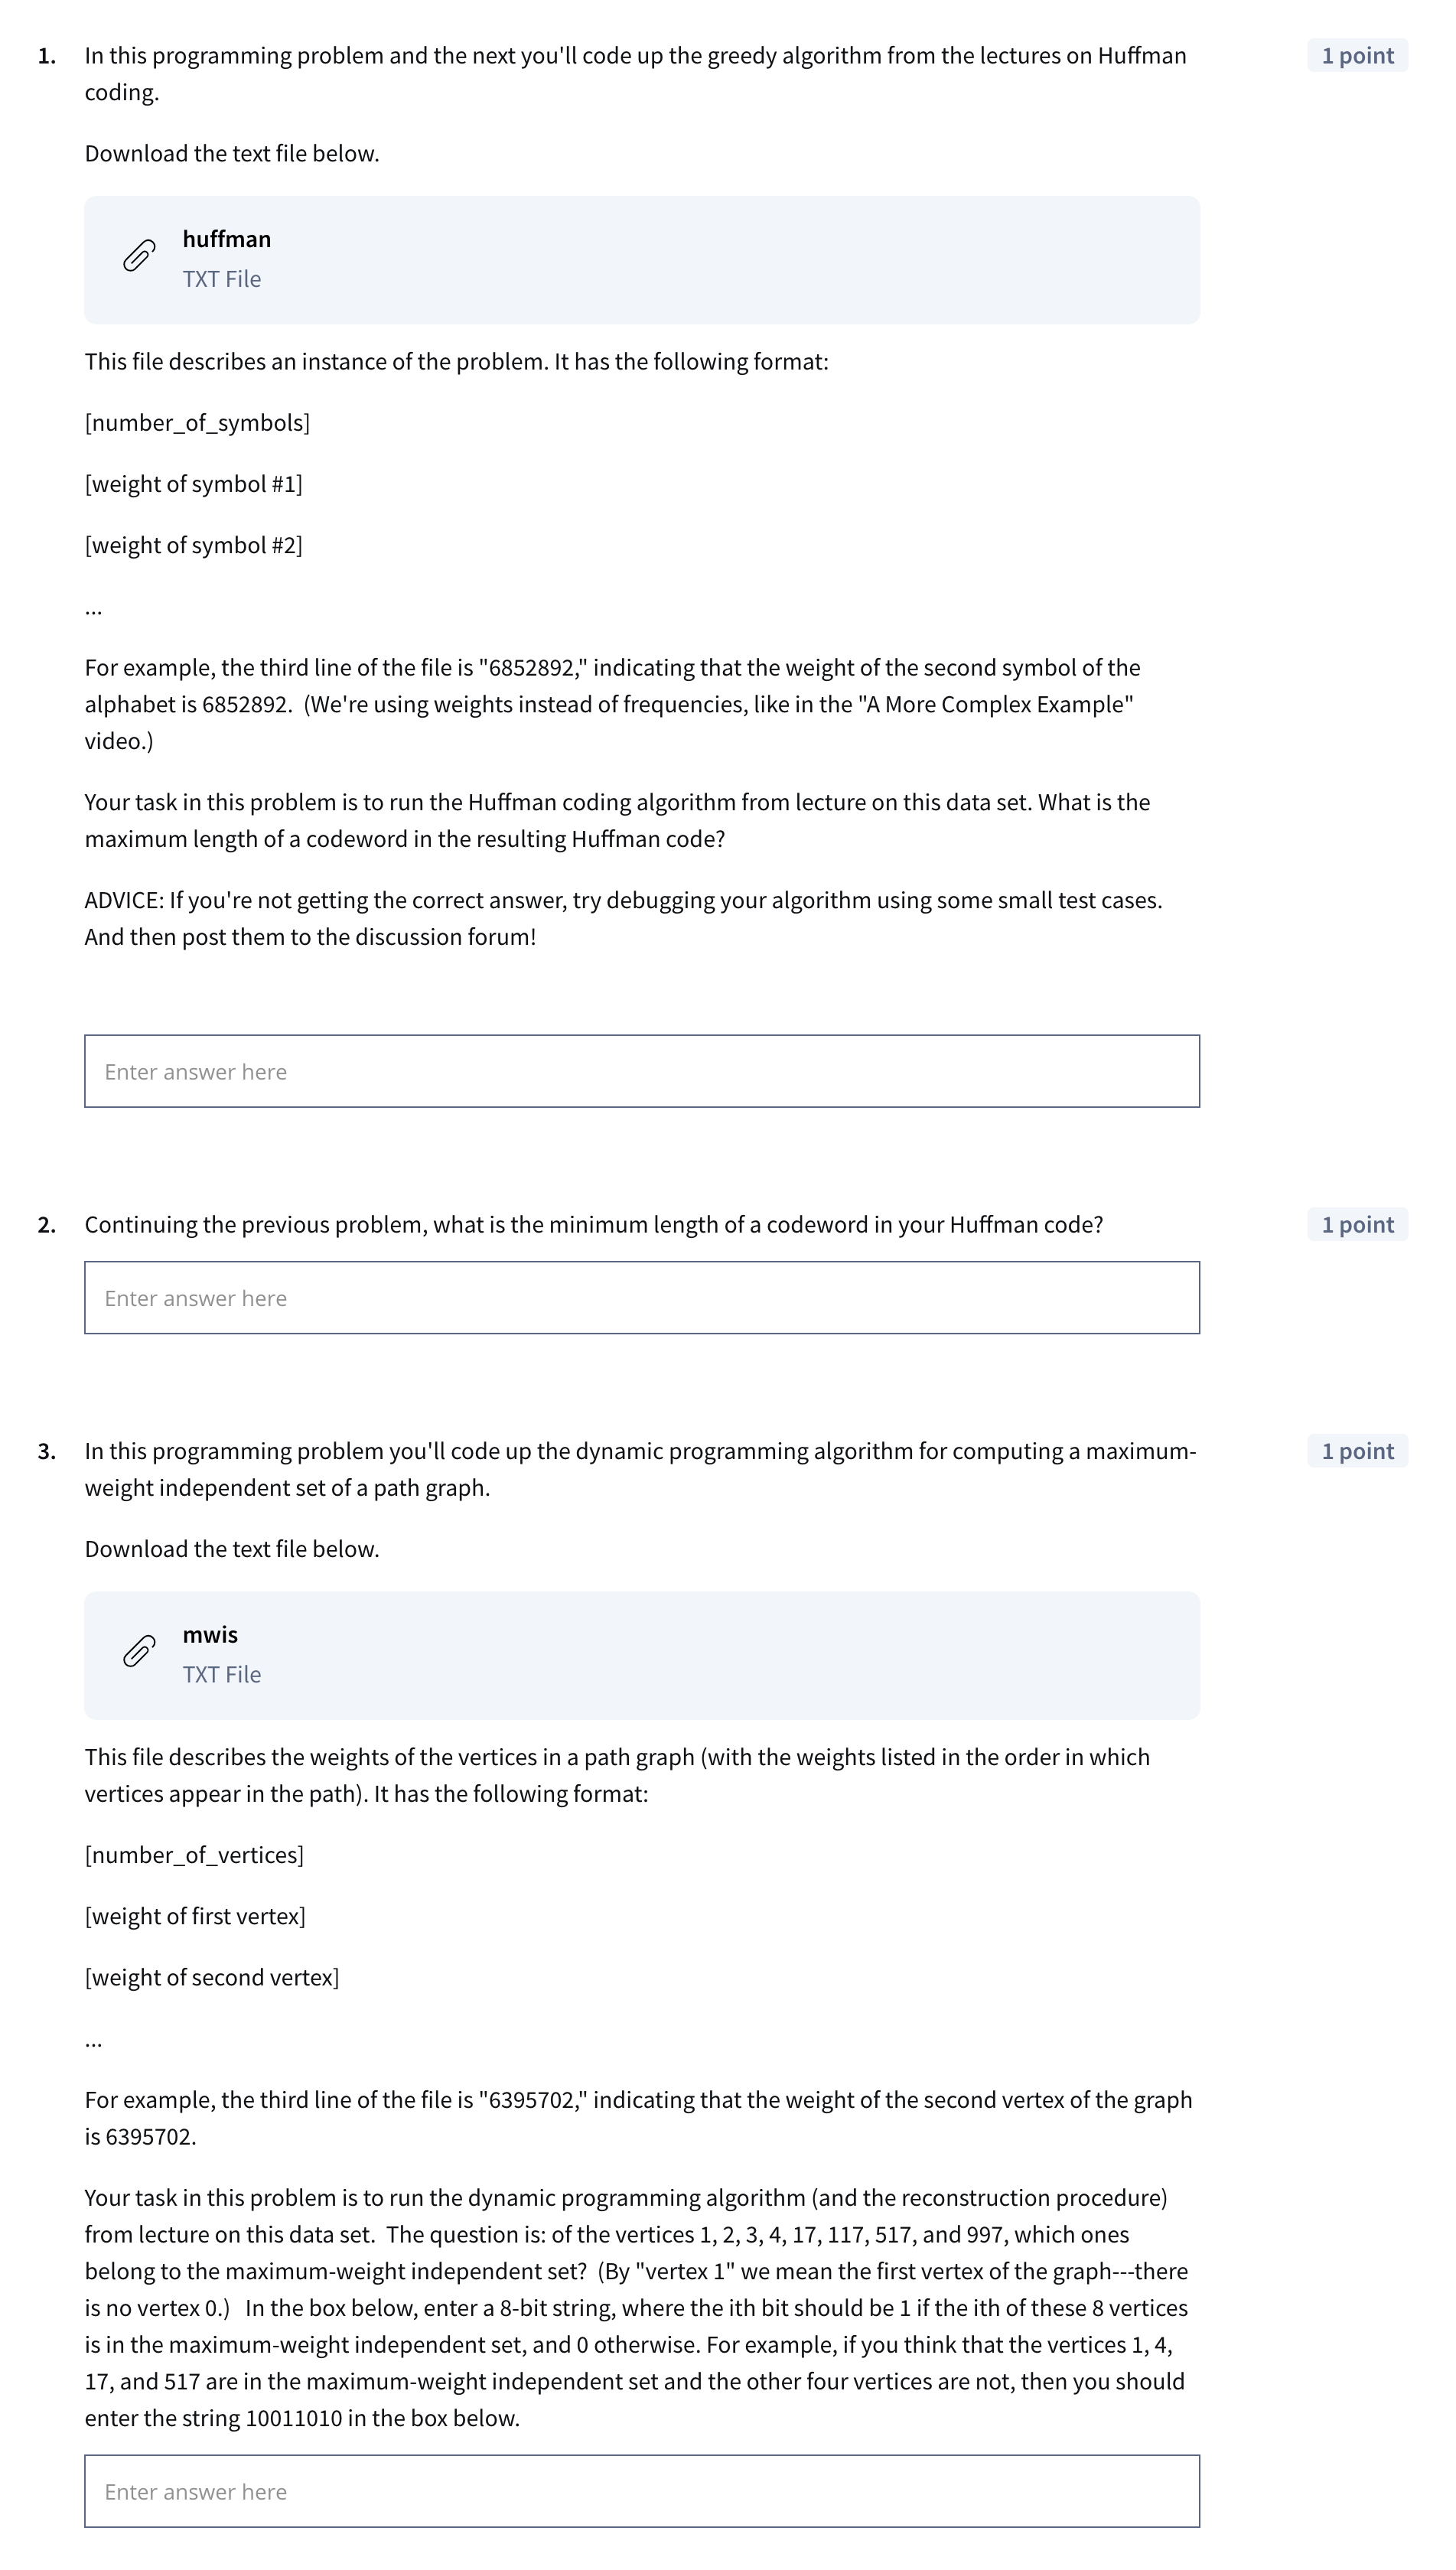 1. In this programming problem and the next you'll code up the greedy algorithm from the lectures on Huffman 1 point
coding.
Download the text file below.
huffman
TXT File
This file describes an instance of the problem. It has the following format:
[number_of_symbols]
[weight of symbol #1]
[weight of symbol #2]
...
For example, the third line of the file is "6852892," indicating that the weight of the second symbol of the
alphabet is 6852892.  (We're using weights instead of frequencies, like in the "A More Complex Example"
video.)
Your task in this problem is to run the Huffman coding algorithm from lecture on this data set. What is the
maximum length of a codeword in the resulting Huffman code?
ADVICE: If you're not getting the correct answer, try debugging your algorithm using some small test cases.
And then post them to the discussion forum!
Enter answer here
2. Continuing the previous problem, what is the minimum length of a codeword in your Huffman code? 1 point
Enter answer here
3. In this programming problem you'll code up the dynamic programming algorithm for computing a maximum- 1 point
weight independent set of a path graph.
Download the text file below.
mwis
TXT File
This file describes the weights of the vertices in a path graph (with the weights listed in the order in which
vertices appear in the path). It has the following format:
[number_of_vertices]
[weight of first vertex]
[weight of second vertex]
...
For example, the third line of the file is "6395702," indicating that the weight of the second vertex of the graph
is 6395702.
Your task in this problem is to run the dynamic programming algorithm (and the reconstruction procedure)
from lecture on this data set.  The question is: of the vertices 1, 2, 3, 4, 17, 117, 517, and 997, which ones
belong to the maximum-weight independent set?  (By "vertex 1" we mean the first vertex of the graph---there
is no vertex 0.)   In the box below, enter a 8-bit string, where the ith bit should be 1 if the ith of these 8 vertices
is in the maximum-weight independent set, and 0 otherwise. For example, if you think that the vertices 1, 4,
17, and 517 are in the maximum-weight independent set and the other four vertices are not, then you should
enter the string 10011010 in the box below.
Enter answer here